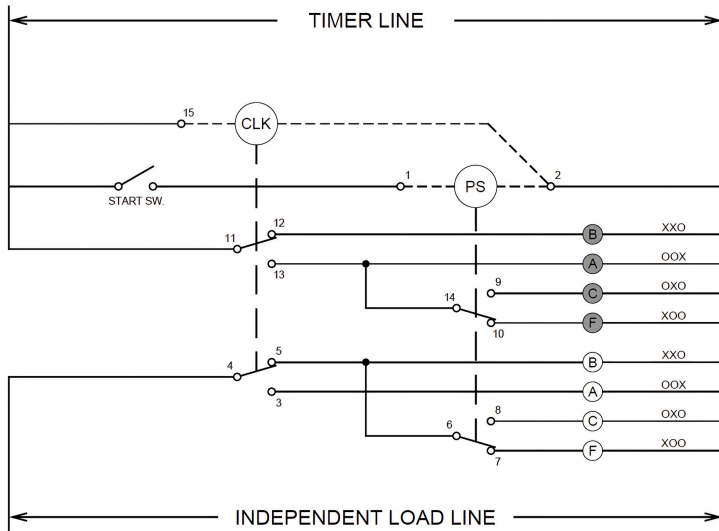 TIMER LINE
15
CLK
1
PS
2
START SW.
12
B
XXO
11
A
OOX
13
9
C
OXO
14
F
XOO
10
5
B
XXO
4
A
OOX
3
8
C
OXO
6
F
XOO
7
INDEPENDENT LOAD LINE